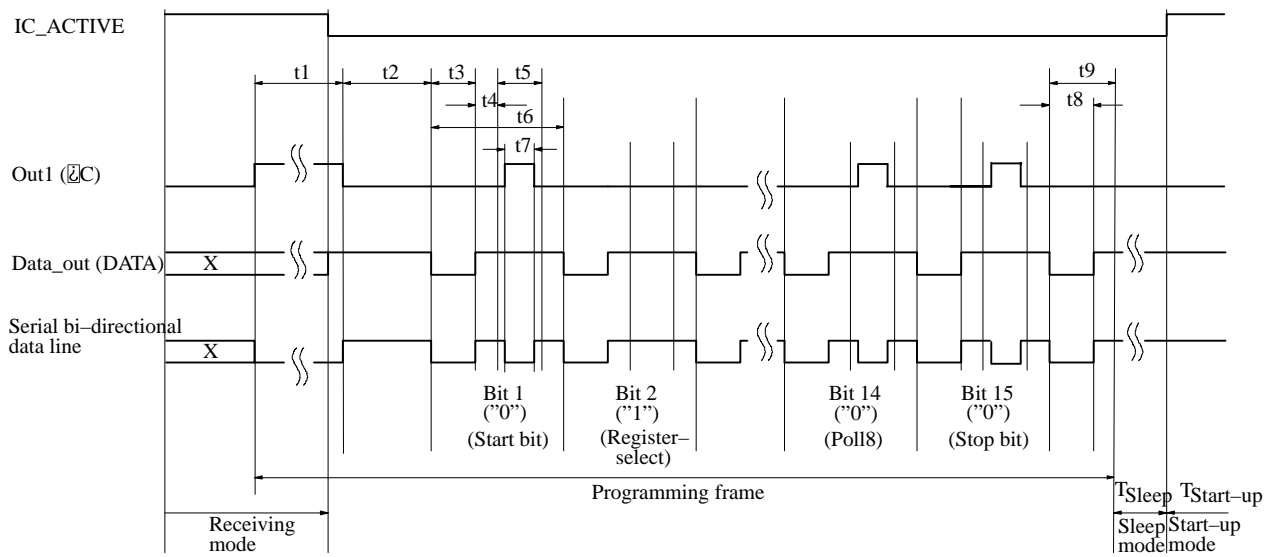 IC_ACTIVE
t1
t2
t3
t5
t9
t4
t8
t6
t7
Out1 (C)
Data_out (DATA)
X
Serial bi–directional
data line
X
Bit 1
("0")
(Start bit)
Bit 2
("1")
(Register–
select)
Bit 14
("0")
(Poll8)
Bit 15
("0")
(Stop bit)
Programming frame
TSleep
TStart–up
Receiving
mode
Sleep
mode
Start–up
mode